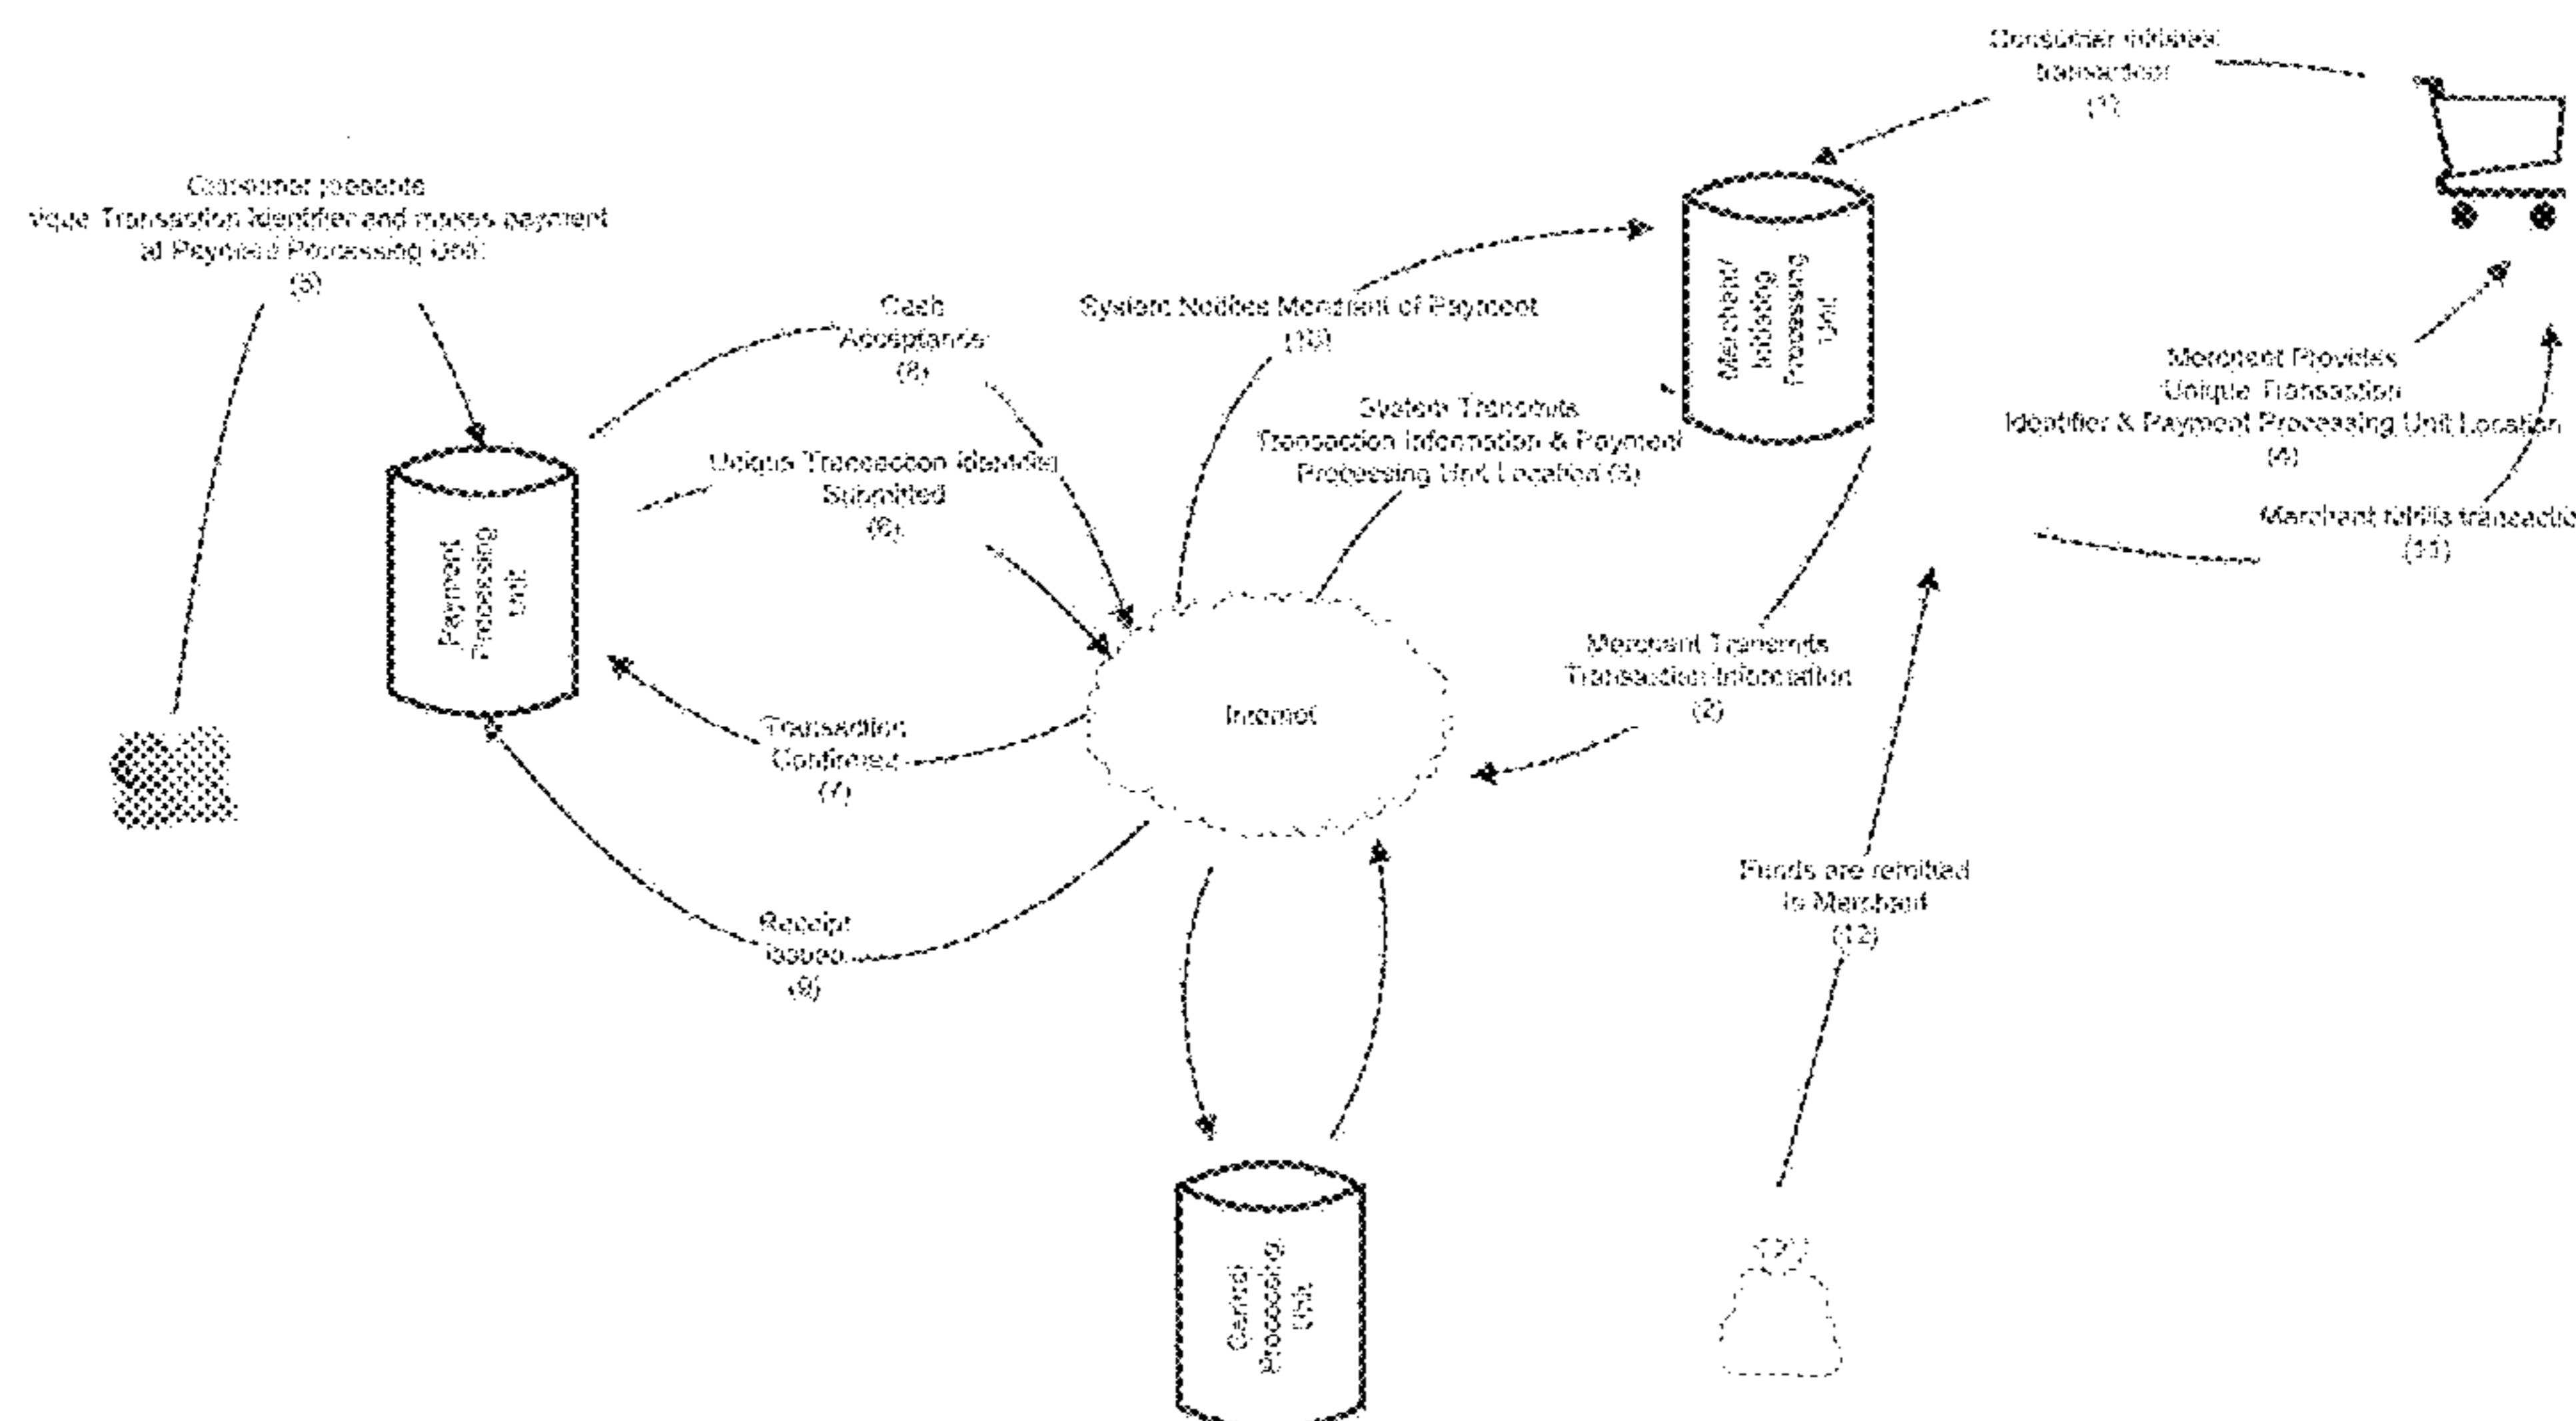 Consumer initiates
transaction
(1)
Consumer presents
nique Transaction Identifier and makes payment
at Payment Processing Unit
(5)
Cash
Acceptance
(8)
System Notifies Merchant of Payment
(10)
Merchant/
Initiating
Processing
Unit
Merchant Provides
Unique Transaction
Identifier & Payment Processing Unit Location
(4)
System Transmits
Transaction Information & Payment
Processing Unit Location (3)
Unique Transaction Identifier
Submitted
(6)
Merchant fulfills transactio
(11)
Payment
Processing
Unit
Merchant Transmits
Transaction Information
(2)
Internet
Transaction
Confirmed
(7)
Funds are remitted
to Merchant
(12)
Receipt
issued
(9)
Central
Processing
Unit